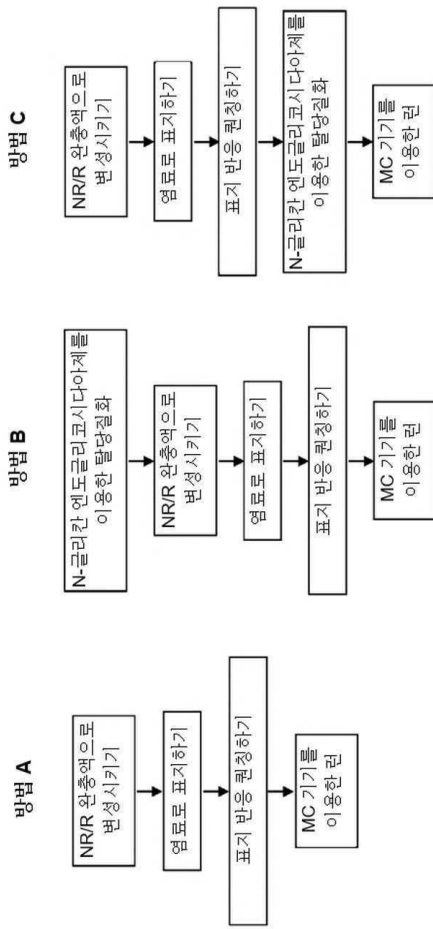 방법 A
NR/R 완충액으로
변성시키기
염료로 표지하기
표지 반응 퀀칭하기
MC 기기를
이용한 런
방법 B
N-글리칸 엔도글리코시다아제를
이용한 탈당질화
NR/R 완충액으로
변성시키기
염료로 표지하기
표지 반응 퀀칭하기
MC 기기를
이용한 런
방법 C
NR/R 완충액으로
변성시키기
염료로 표지하기
표지 반응 퀀칭하기
N-글리칸 엔도글리코시다아제를
이용한 탈당질화
MC 기기를
이용한 런